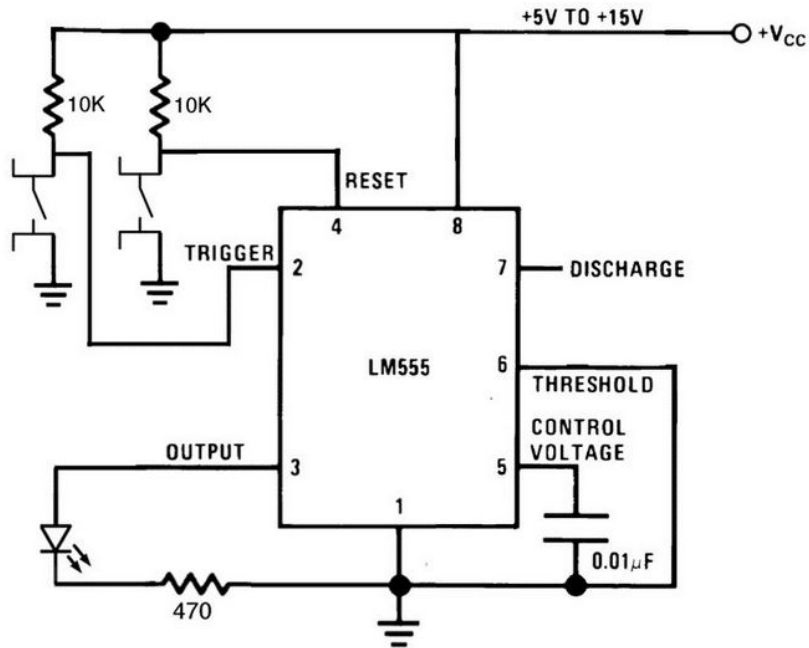 +5V TO +15V
+VCC
10K
10K
RESET
4
8
TRIGGER
2
7
DISCHARGE
LM555
6
THRESHOLD
CONTROL
VOLTAGE
OUTPUT
3
5
1
0.01μF
470